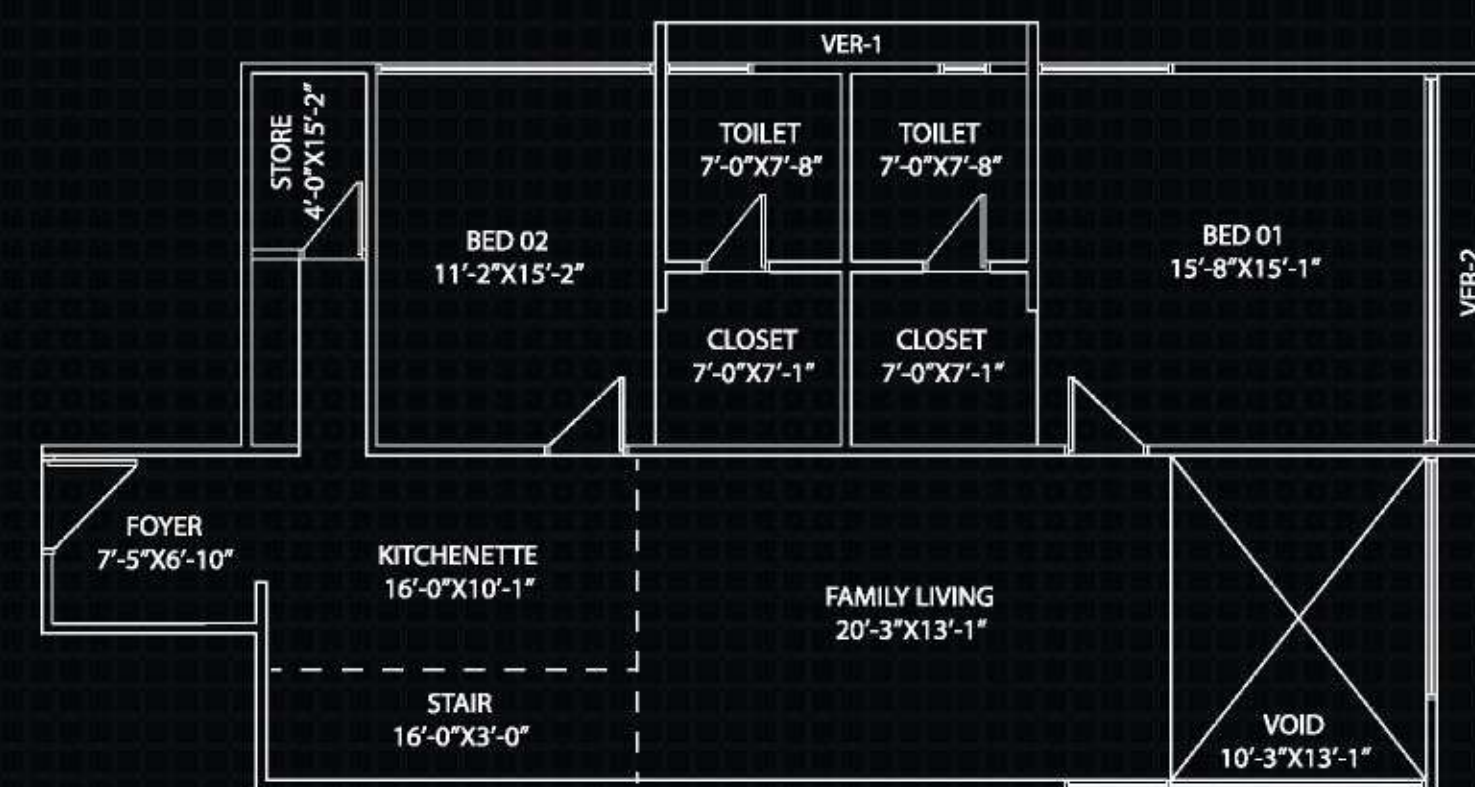 VER-1
STORE
4′-0″X15′-2″
TOILET
7′-0″X7′-8″
TOILET
7′-0″X7′-8″
BED 02
11′-2″X15′-2″
BED 01
15′-8″X15′-1″
VER-2
CLOSET
7′-0″X7′-1″
CLOSET
7′-0″X7′-1″
FOYER
7′-5″X6′-10″
KITCHENETTE
16′-0″X10′-1″
FAMILY LIVING
20′-3″X13′-1″
STAIR
16′-0″X3′-0″
VOID
10′-3″X13′-1″